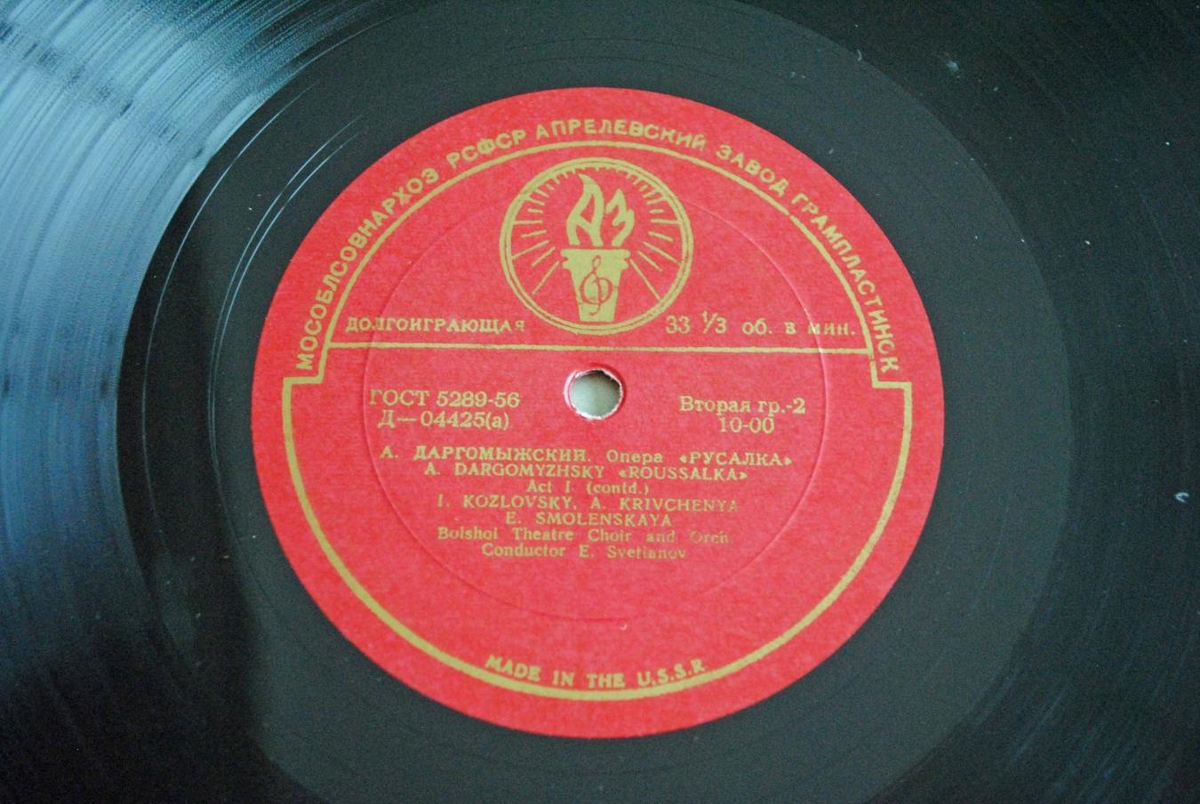 МОСОБЛСОВНАРХОЗ РСФСР АПРЕЛЕВСКИЙ ЗАВОД ГРАМПЛАСТИНОК
АЗ
ДОЛГОИГРАЮЩАЯ 33 1/3 об. в мин.
ГОСТ 5289-56 Вторая гр.-2
Д—04425(а) 10-00
А. ДАРГОМЫЖСКИЙ. Опера «РУСАЛКА»
A. DARGOMYZHSKY «ROUSSALKA»
Act I (contd.)
I. KOZLOVSKY, A. KRIVCHENYA
E. SMOLENSKAYA
Bolshoi Theatre Choir and Orch.
Conductor E. Svetlanov
MADE IN THE U.S.S.R